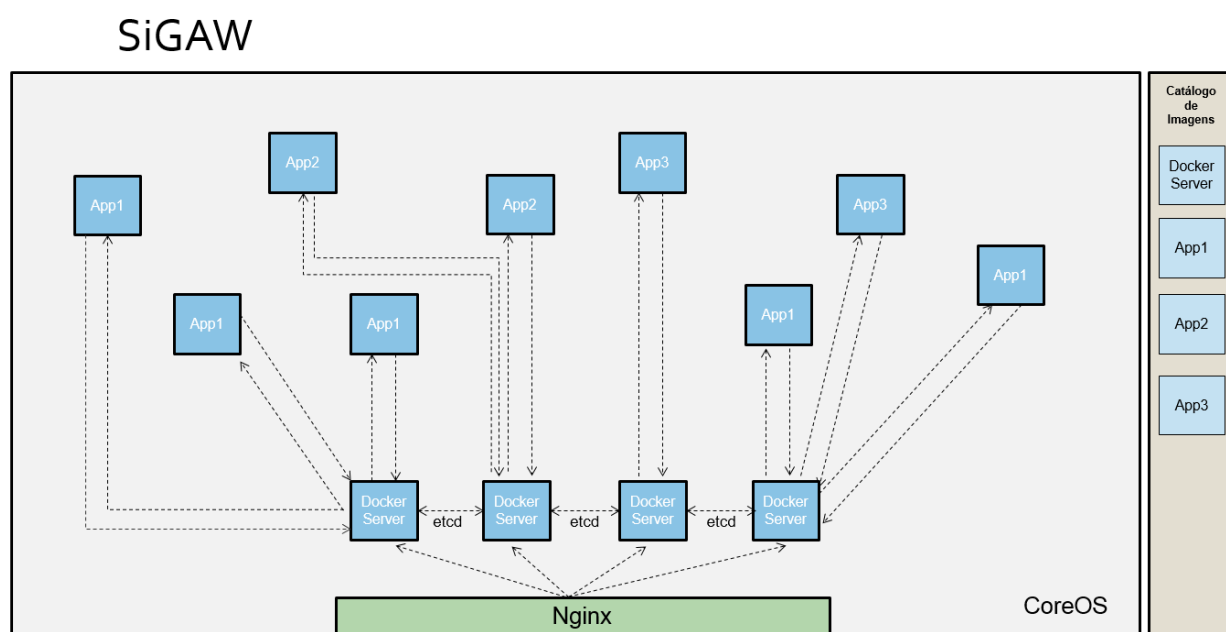 SiGAW
App2
App3
App1
App2
App3
App1
App1
App1
App1
Docker
Server
Docker
Server
Docker
Server
Docker
Server
etcd
etcd
etcd
Nginx
CoreOS
Catálogo
de
Imagens
Docker
Server
App1
App2
App3